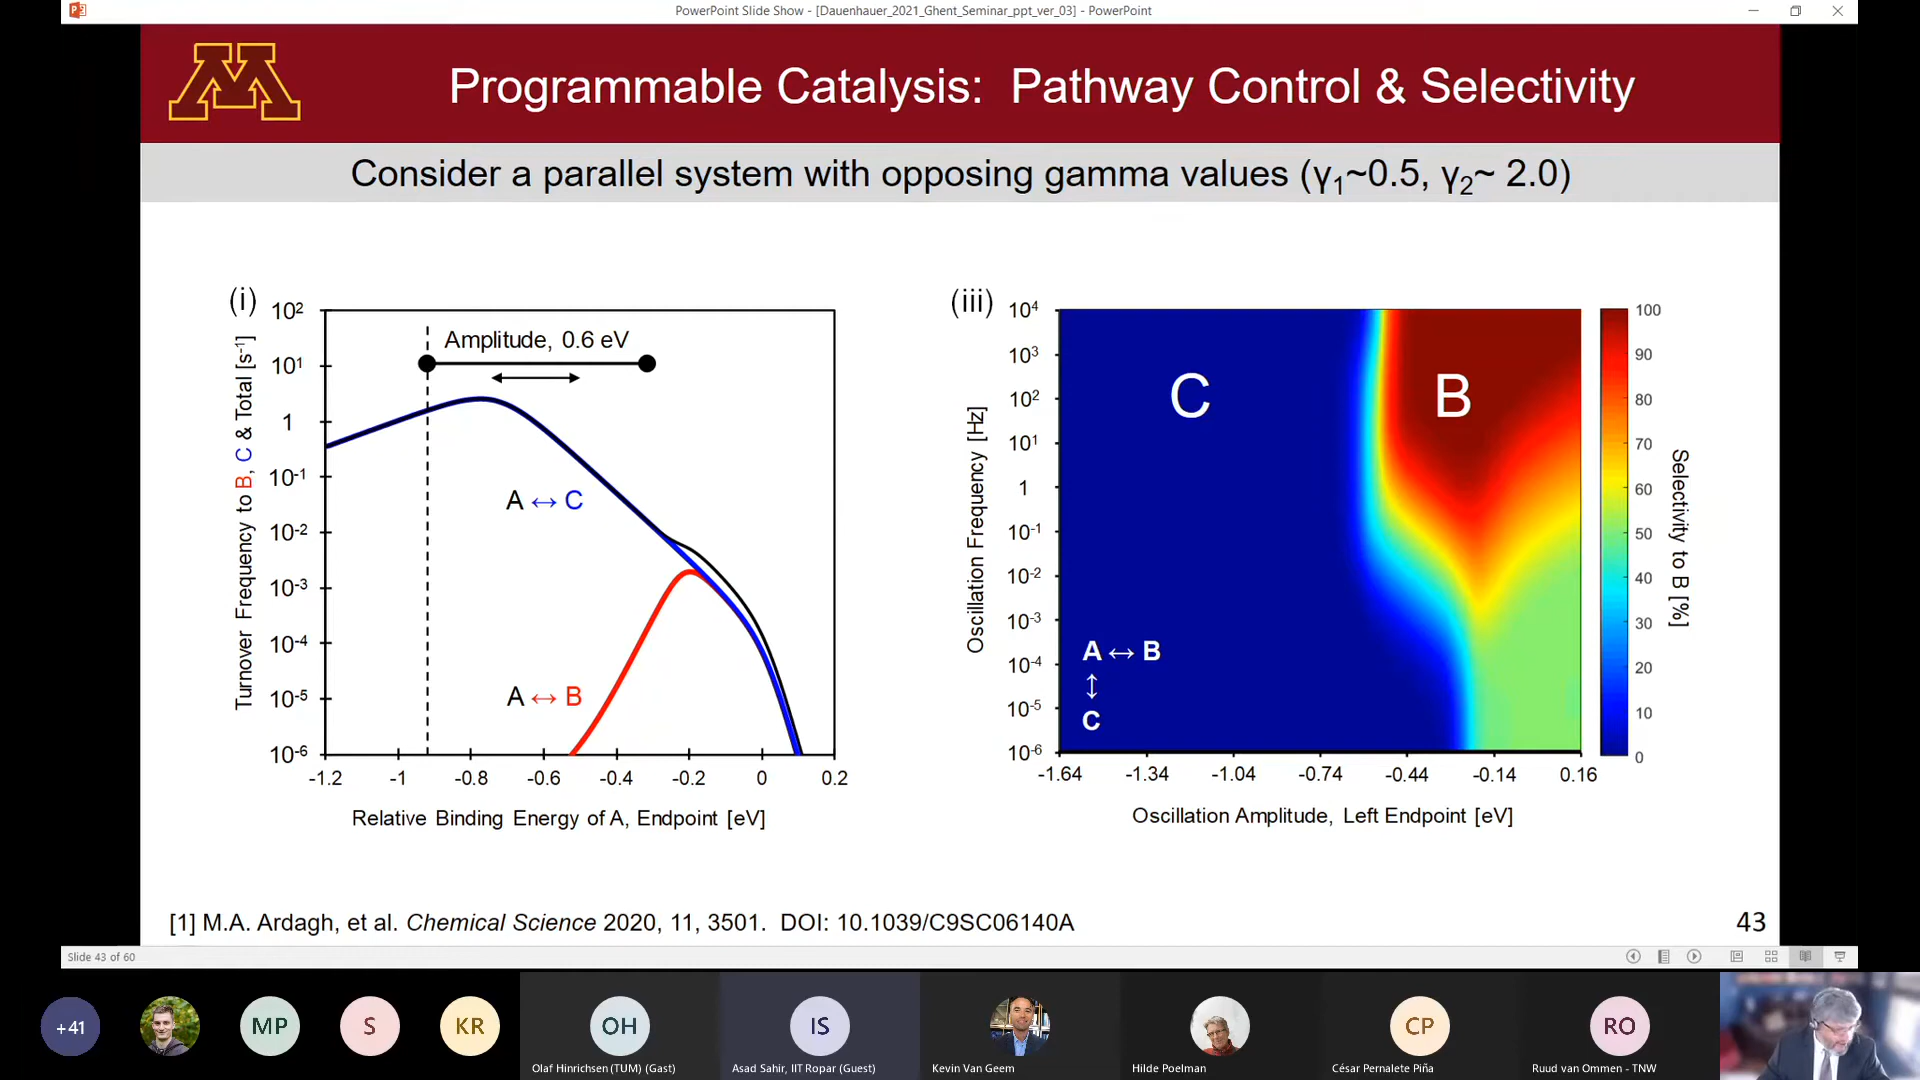 PowerPoint Slide Show - [Dauenhauer_2021_Ghent_Seminar_ppt_ver_03] - PowerPoint
M
Programmable Catalysis: Pathway Control & Selectivity
Consider a parallel system with opposing gamma values (γ₁~0.5, γ₂~ 2.0)
(i)
Turnover Frequency to B, C & Total [s⁻¹]
10²
10¹
1
10⁻¹
10⁻²
10⁻³
10⁻⁴
10⁻⁵
10⁻⁶
Amplitude, 0.6 eV
A ↔ C
A ↔ B
-1.2 -1 -0.8 -0.6 -0.4 -0.2 0 0.2
Relative Binding Energy of A, Endpoint [eV]
(iii)
Oscillation Frequency [Hz]
10⁴
10³
10²
10¹
1
10⁻¹
10⁻²
10⁻³
10⁻⁴
10⁻⁵
10⁻⁶
C
B
A ↔ B
↕
C
-1.64 -1.34 -1.04 -0.74 -0.44 -0.14 0.16
Oscillation Amplitude, Left Endpoint [eV]
100
90
80
70
60
50
40
30
20
10
0
Selectivity to B [%]
[1] M.A. Ardagh, et al. Chemical Science 2020, 11, 3501. DOI: 10.1039/C9SC06140A
43
Slide 43 of 60
+41
MP
S
KR
OH
IS
CP
RO
Olaf Hinrichsen (TUM) (Gast)
Asad Sahir, IIT Ropar (Guest)
Kevin Van Geem
Hilde Poelman
César Pernalete Piña
Ruud van Ommen - TNW